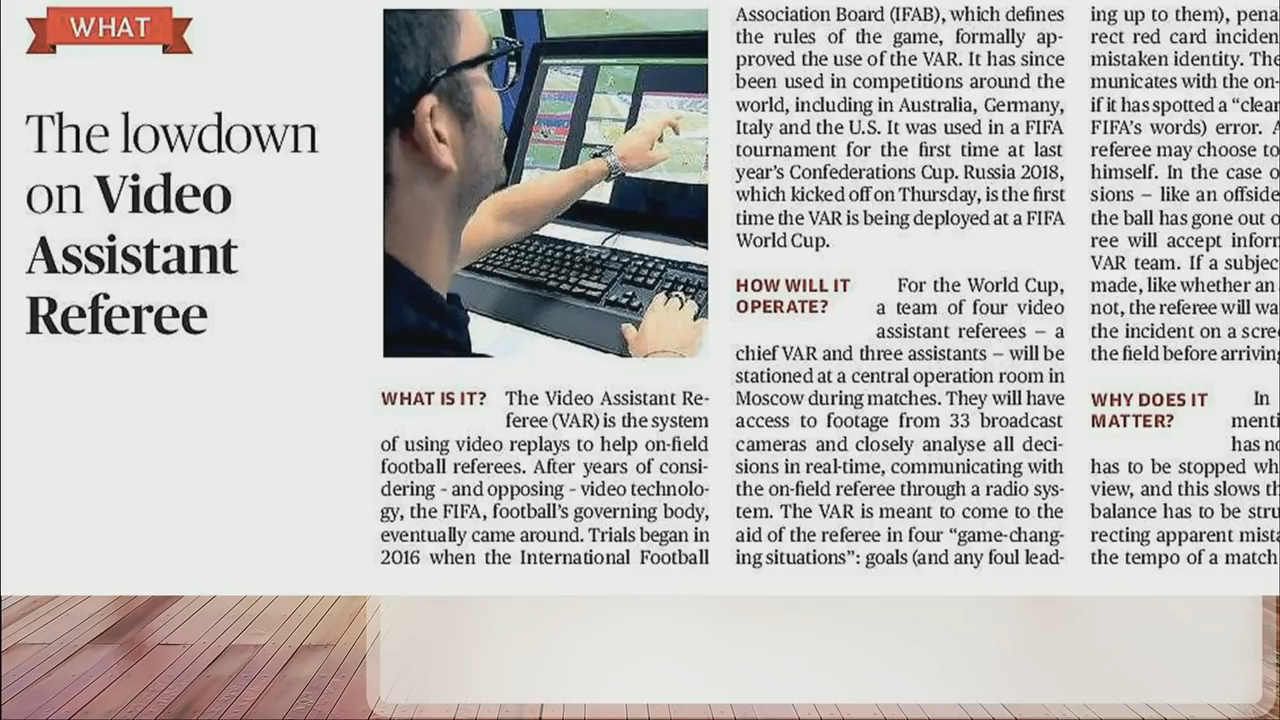 WHAT
The lowdown
on Video
Assistant
Referee
WHAT IS IT? The Video Assistant Re-
feree (VAR) is the system
of using video replays to help on-field
football referees. After years of consi-
dering - and opposing - video technolo-
gy, the FIFA, football's governing body,
eventually came around. Trials began in
2016 when the International Football
Association Board (IFAB), which defines
the rules of the game, formally ap-
proved the use of the VAR. It has since
been used in competitions around the
world, including in Australia, Germany,
Italy and the U.S. It was used in a FIFA
tournament for the first time at last
year's Confederations Cup. Russia 2018,
which kicked off on Thursday, is the first
time the VAR is being deployed at a FIFA
World Cup.
HOW WILL IT For the World Cup,
OPERATE? a team of four video
assistant referees – a
chief VAR and three assistants – will be
stationed at a central operation room in
Moscow during matches. They will have
access to footage from 33 broadcast
cameras and closely analyse all deci-
sions in real-time, communicating with
the on-field referee through a radio sys-
tem. The VAR is meant to come to the
aid of the referee in four “game-chang-
ing situations”: goals (and any foul lead-
ing up to them), pena
rect red card inciden
mistaken identity. The
municates with the on-
if it has spotted a “clear
FIFA's words) error. A
referee may choose to
himself. In the case o
sions – like an offside
the ball has gone out o
ree will accept inform
VAR team. If a subjec
made, like whether an
not, the referee will wa
the incident on a scre
the field before arriving
WHY DOES IT In
MATTER? menti
has no
has to be stopped wh
view, and this slows th
balance has to be stru
recting apparent mista
the tempo of a match